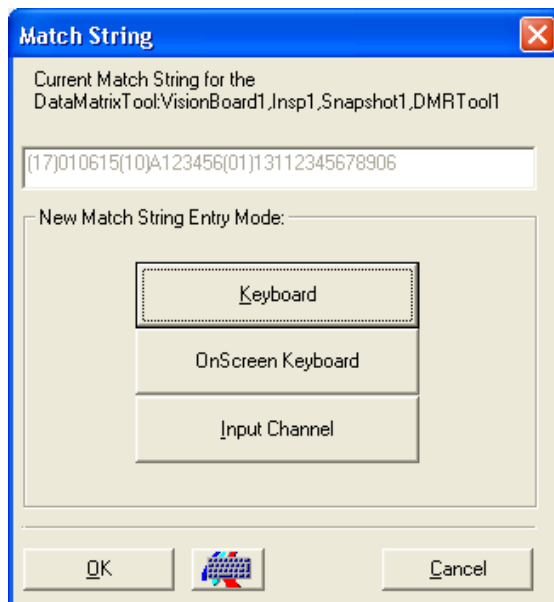 Match String
Current Match String for the
DataMatrixTool:VisionBoard1,Insp1,Snapshot1,DMRTool1
(17)010615(10)A123456(01)13112345678906
New Match String Entry Mode:
Keyboard
OnScreen Keyboard
Input Channel
OK
Cancel